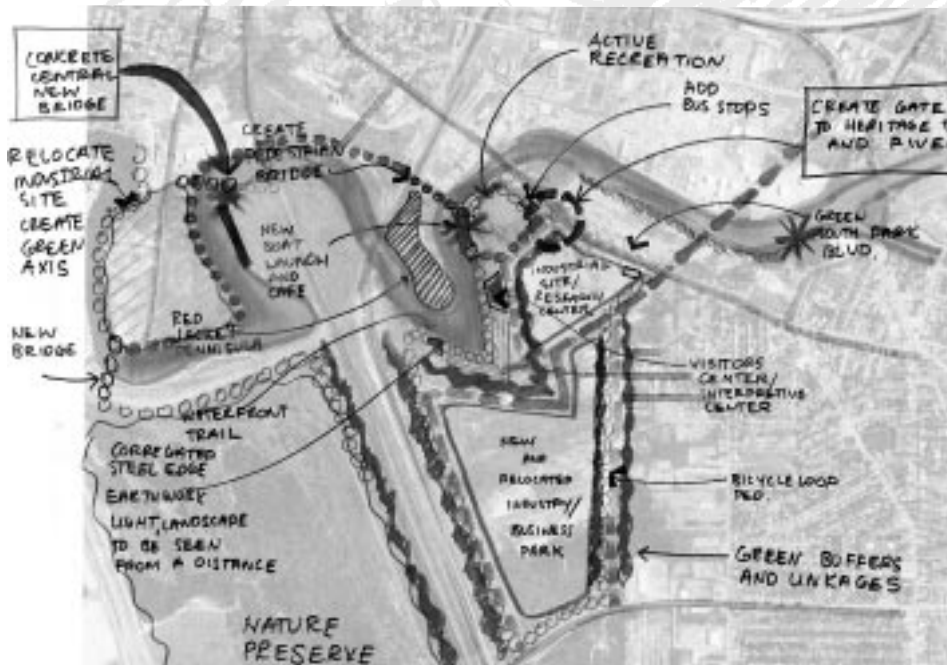 CONCRETE
CENTRAL
NEW
BRIDGE
RELOCATE
INDUSTRIAL
SITE
CREATE
GREEN
AXIS
NEW
BRIDGE
CREATE
PEDESTRIAN
BRIDGE
ACTIVE
RECREATION
ADD
BUS STOPS
CREATE GATE
TO HERITAGE
AND RIVE
GREEN
SOUTH PARK
BLVD.
NEW
BOAT
LAUNCH
AND
CAFE
RED
JACKET
PENNISULA
INDUSTRIAL
SITE/
RESEARCH
CENTER
VISITORS
CENTER/
INTERPRETIVE
CENTER
WATERFRONT
TRAIL
CORREGATED
STEEL EDGE
EARTHWORK
LIGHT, LANDSCAPE
TO BE SEEN
FROM A DISTANCE
NEW
AND
RELOCATED
INDUSTRY/
BUSINESS
PARK
BICYCLE LOOP
PED.
GREEN BUFFERS
AND LINKAGES
NATURE
PRESERVE